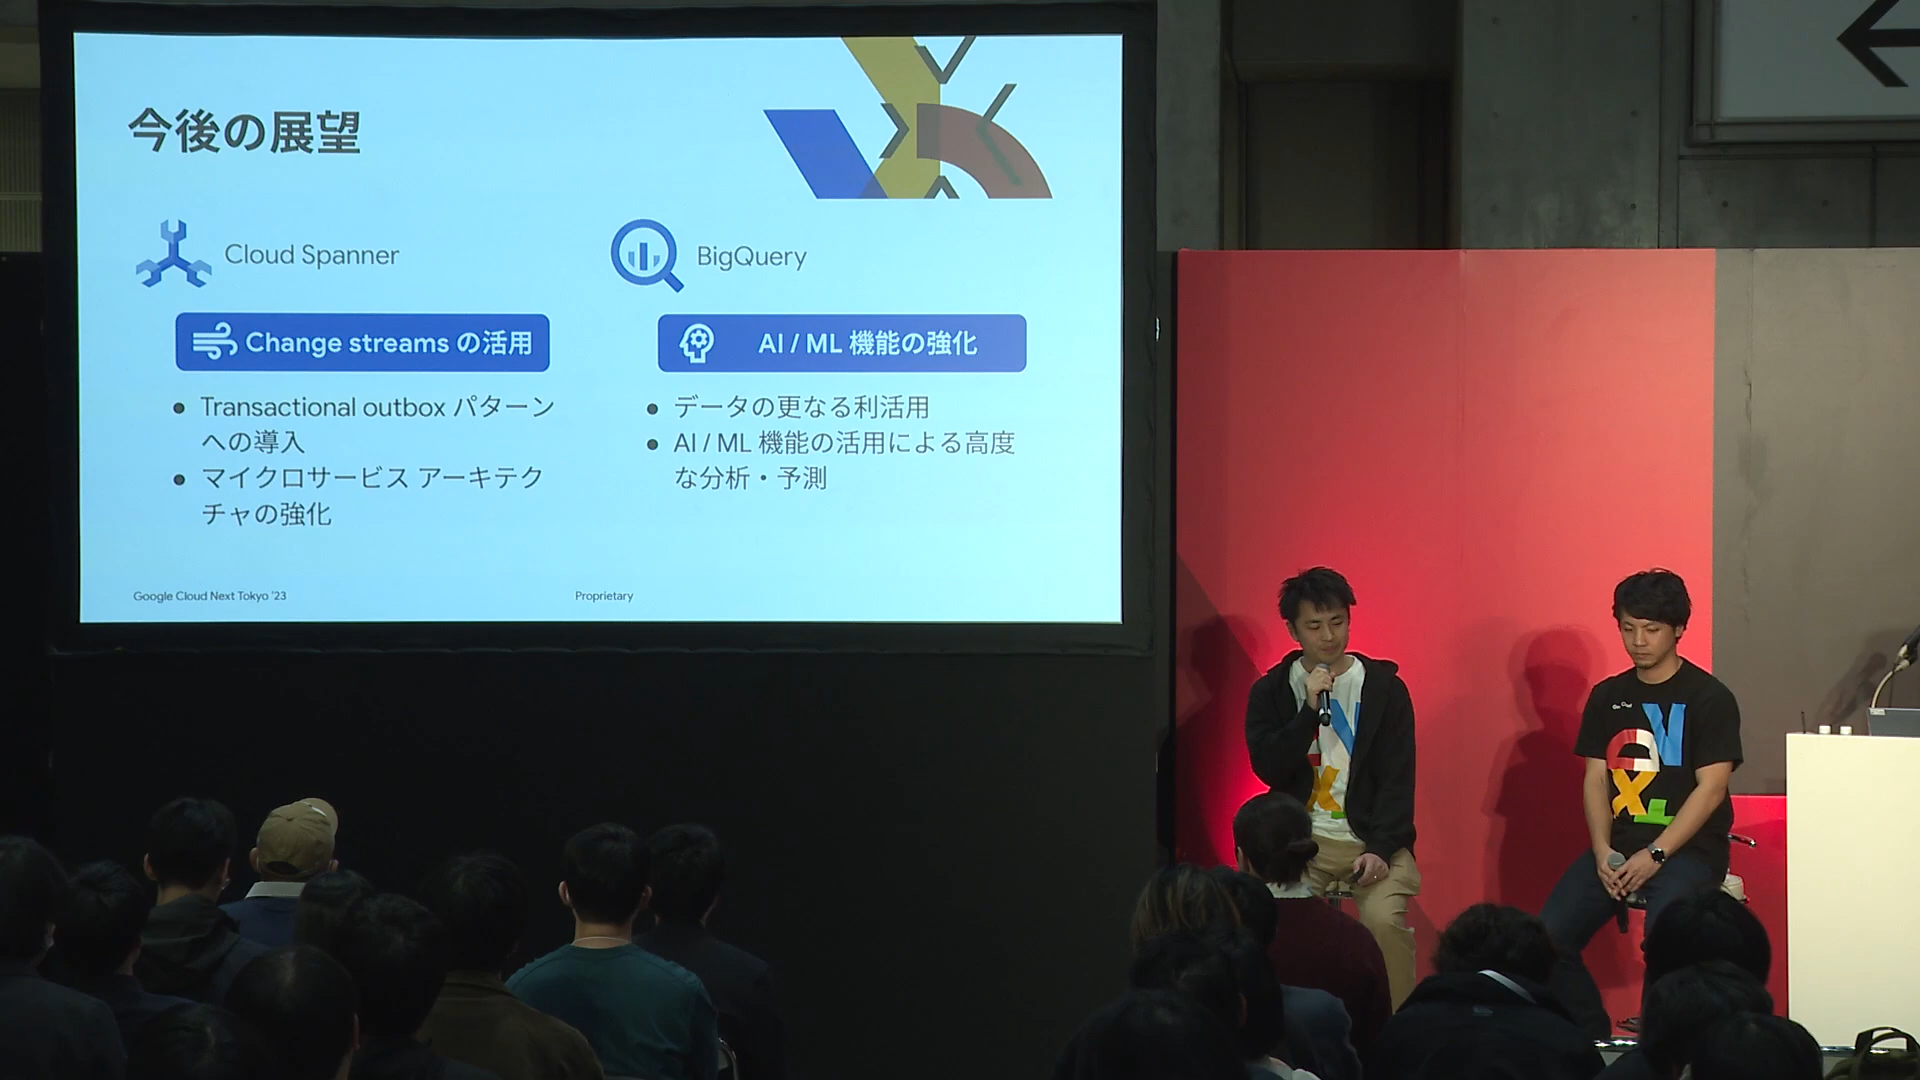 今後の展望
Cloud Spanner
Change streams の活用
Transactional outbox パターン
への導入
マイクロサービス アーキテク
チャの強化
BigQuery
AI / ML 機能の強化
データの更なる利活用
AI / ML 機能の活用による高度
な分析・予測
Google Cloud Next Tokyo '23
Proprietary